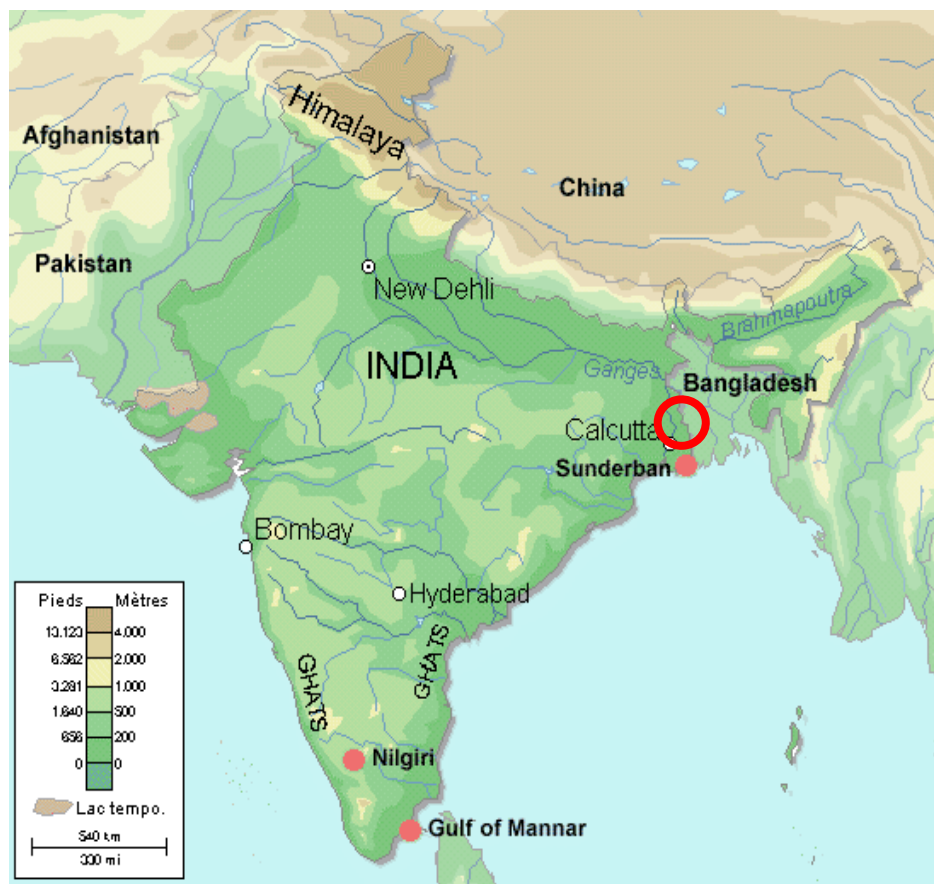 Himalaya
Afghanistan
China
Pakistan
New Dehli
Brahmapoutra
INDIA
Ganges
Bangladesh
Calcutta
Sunderban
Bombay
Hyderabad
GHATS
GHATS
Nilgiri
Gulf of Mannar
Pieds Mètres
13.123 4.000
6.562 2.000
3.281 1.000
1.640 500
656 200
0 0
Lac tempo.
540 km
330 mi